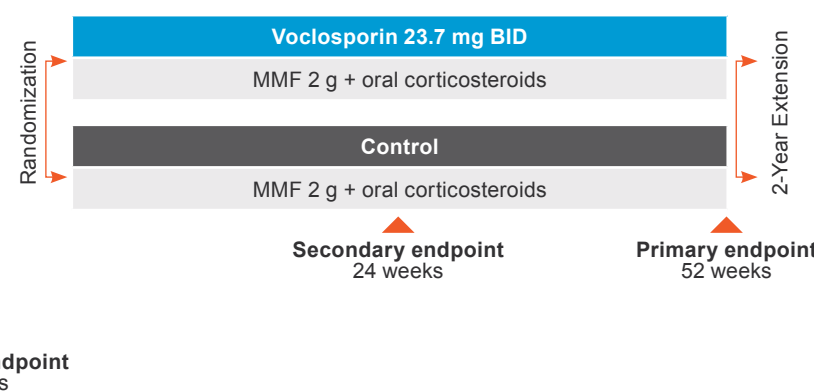 Randomization
Voclosporin 23.7 mg BID
MMF 2 g + oral corticosteroids
Control
MMF 2 g + oral corticosteroids
2-Year Extension
Secondary endpoint
24 weeks
Primary endpoint
52 weeks
dpoint
s